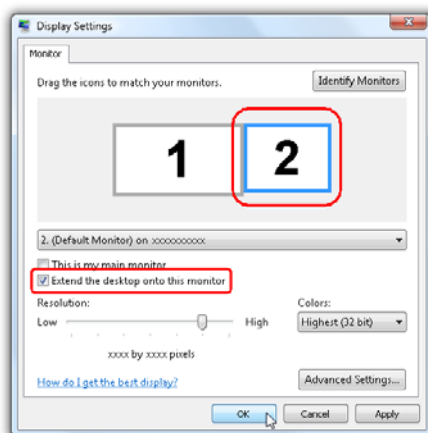 Display Settings
Monitor
Drag the icons to match your monitors.
Identify Monitors
1 2
2. (Default Monitor) on xxxxxxxxxx
This is my main monitor
Extend the desktop onto this monitor
Resolution:
Colors:
Low High
Highest (32 bit)
xxxx by xxxx pixels
How do I get the best display?
Advanced Settings...
OK Cancel Apply